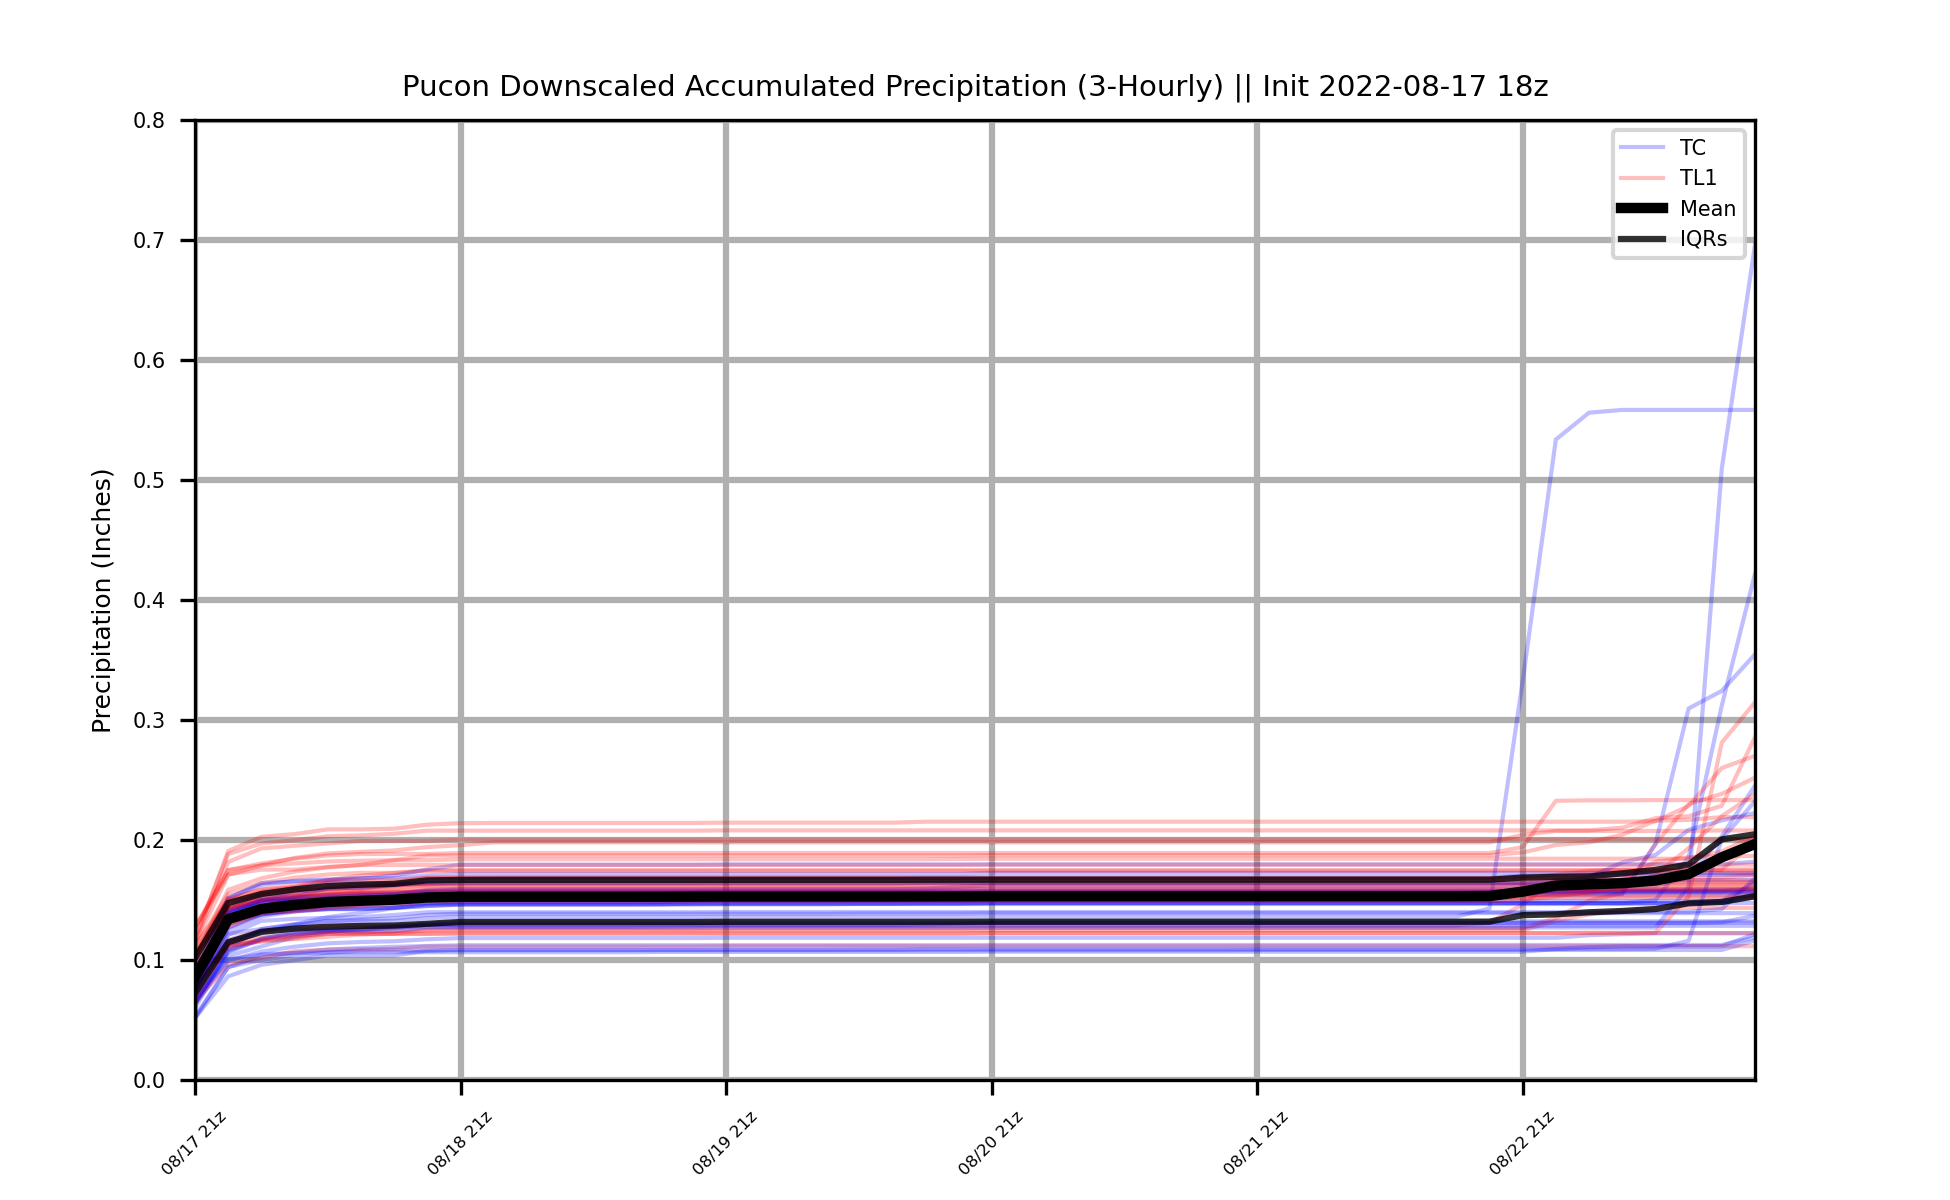 Pucon Downscaled Accumulated Precipitation (3-Hourly) || Init 2022-08-17 18z
Precipitation (Inches)
0.8
0.7
0.6
0.5
0.4
0.3
0.2
0.1
0.0
TC
TL1
Mean
IQRs
08/17 21z
08/18 21z
08/19 21z
08/20 21z
08/21 21z
08/22 21z